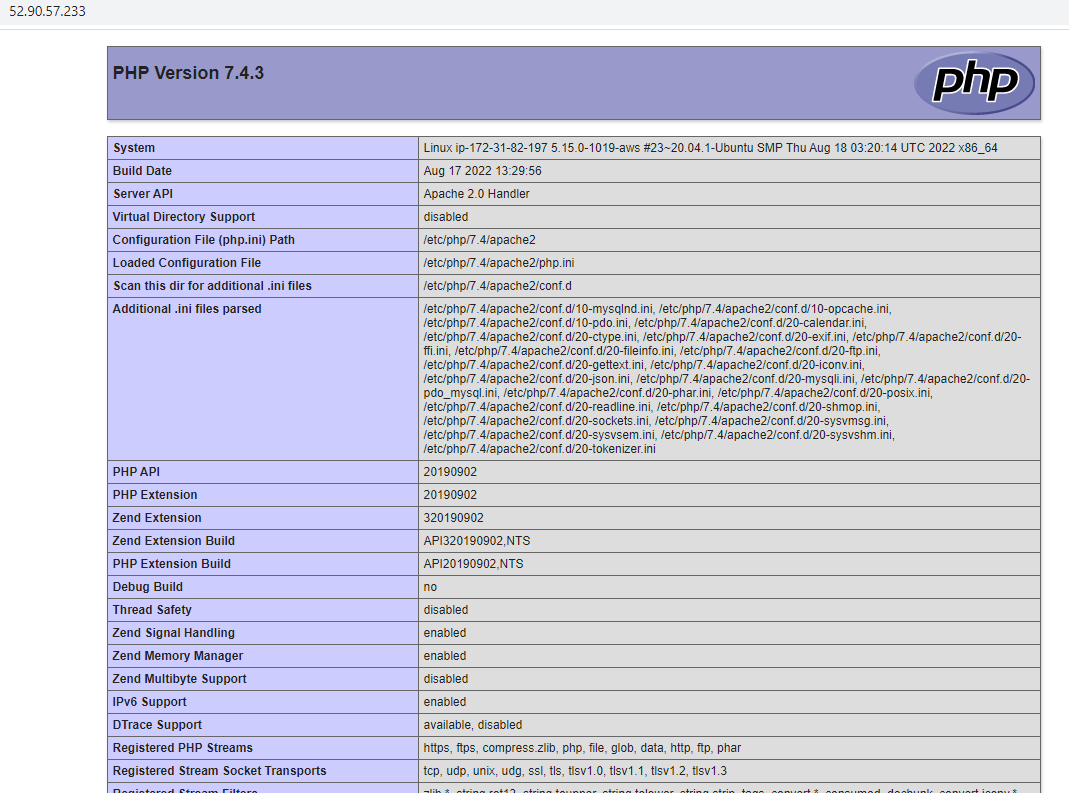 52.90.57.233
PHP Version 7.4.3
php
System Linux ip-172-31-82-197 5.15.0-1019-aws #23~20.04.1-Ubuntu SMP Thu Aug 18 03:20:14 UTC 2022 x86_64
Build Date Aug 17 2022 13:29:56
Server API Apache 2.0 Handler
Virtual Directory Support disabled
Configuration File (php.ini) Path /etc/php/7.4/apache2
Loaded Configuration File /etc/php/7.4/apache2/php.ini
Scan this dir for additional .ini files /etc/php/7.4/apache2/conf.d
Additional .ini files parsed /etc/php/7.4/apache2/conf.d/10-mysqlnd.ini, /etc/php/7.4/apache2/conf.d/10-opcache.ini,
/etc/php/7.4/apache2/conf.d/10-pdo.ini, /etc/php/7.4/apache2/conf.d/20-calendar.ini,
/etc/php/7.4/apache2/conf.d/20-ctype.ini, /etc/php/7.4/apache2/conf.d/20-exif.ini, /etc/php/7.4/apache2/conf.d/20-
ffi.ini, /etc/php/7.4/apache2/conf.d/20-fileinfo.ini, /etc/php/7.4/apache2/conf.d/20-ftp.ini,
/etc/php/7.4/apache2/conf.d/20-gettext.ini, /etc/php/7.4/apache2/conf.d/20-iconv.ini,
/etc/php/7.4/apache2/conf.d/20-json.ini, /etc/php/7.4/apache2/conf.d/20-mysqli.ini, /etc/php/7.4/apache2/conf.d/20-
pdo_mysql.ini, /etc/php/7.4/apache2/conf.d/20-phar.ini, /etc/php/7.4/apache2/conf.d/20-posix.ini,
/etc/php/7.4/apache2/conf.d/20-readline.ini, /etc/php/7.4/apache2/conf.d/20-shmop.ini,
/etc/php/7.4/apache2/conf.d/20-sockets.ini, /etc/php/7.4/apache2/conf.d/20-sysvmsg.ini,
/etc/php/7.4/apache2/conf.d/20-sysvsem.ini, /etc/php/7.4/apache2/conf.d/20-sysvshm.ini,
/etc/php/7.4/apache2/conf.d/20-tokenizer.ini
PHP API 20190902
PHP Extension 20190902
Zend Extension 320190902
Zend Extension Build API320190902,NTS
PHP Extension Build API20190902,NTS
Debug Build no
Thread Safety disabled
Zend Signal Handling enabled
Zend Memory Manager enabled
Zend Multibyte Support disabled
IPv6 Support enabled
DTrace Support available, disabled
Registered PHP Streams https, ftps, compress.zlib, php, file, glob, data, http, ftp, phar
Registered Stream Socket Transports tcp, udp, unix, udg, ssl, tls, tlsv1.0, tlsv1.1, tlsv1.2, tlsv1.3
Registered Stream Filters zlib.*, string.rot13, string.toupper, string.tolower, string.strip_tags, convert.*, consumed, dechunk, convert.iconv.*